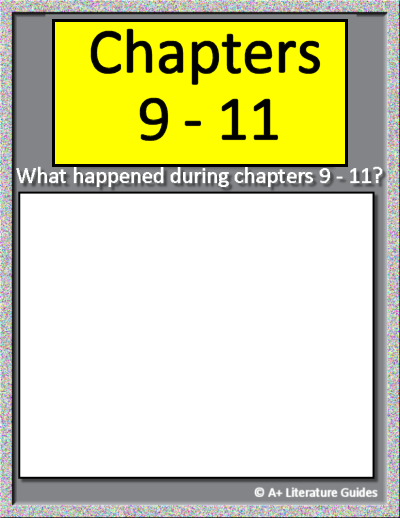 Chapters
9 - 11
What happened during chapters 9 - 11?
© A+ Literature Guides